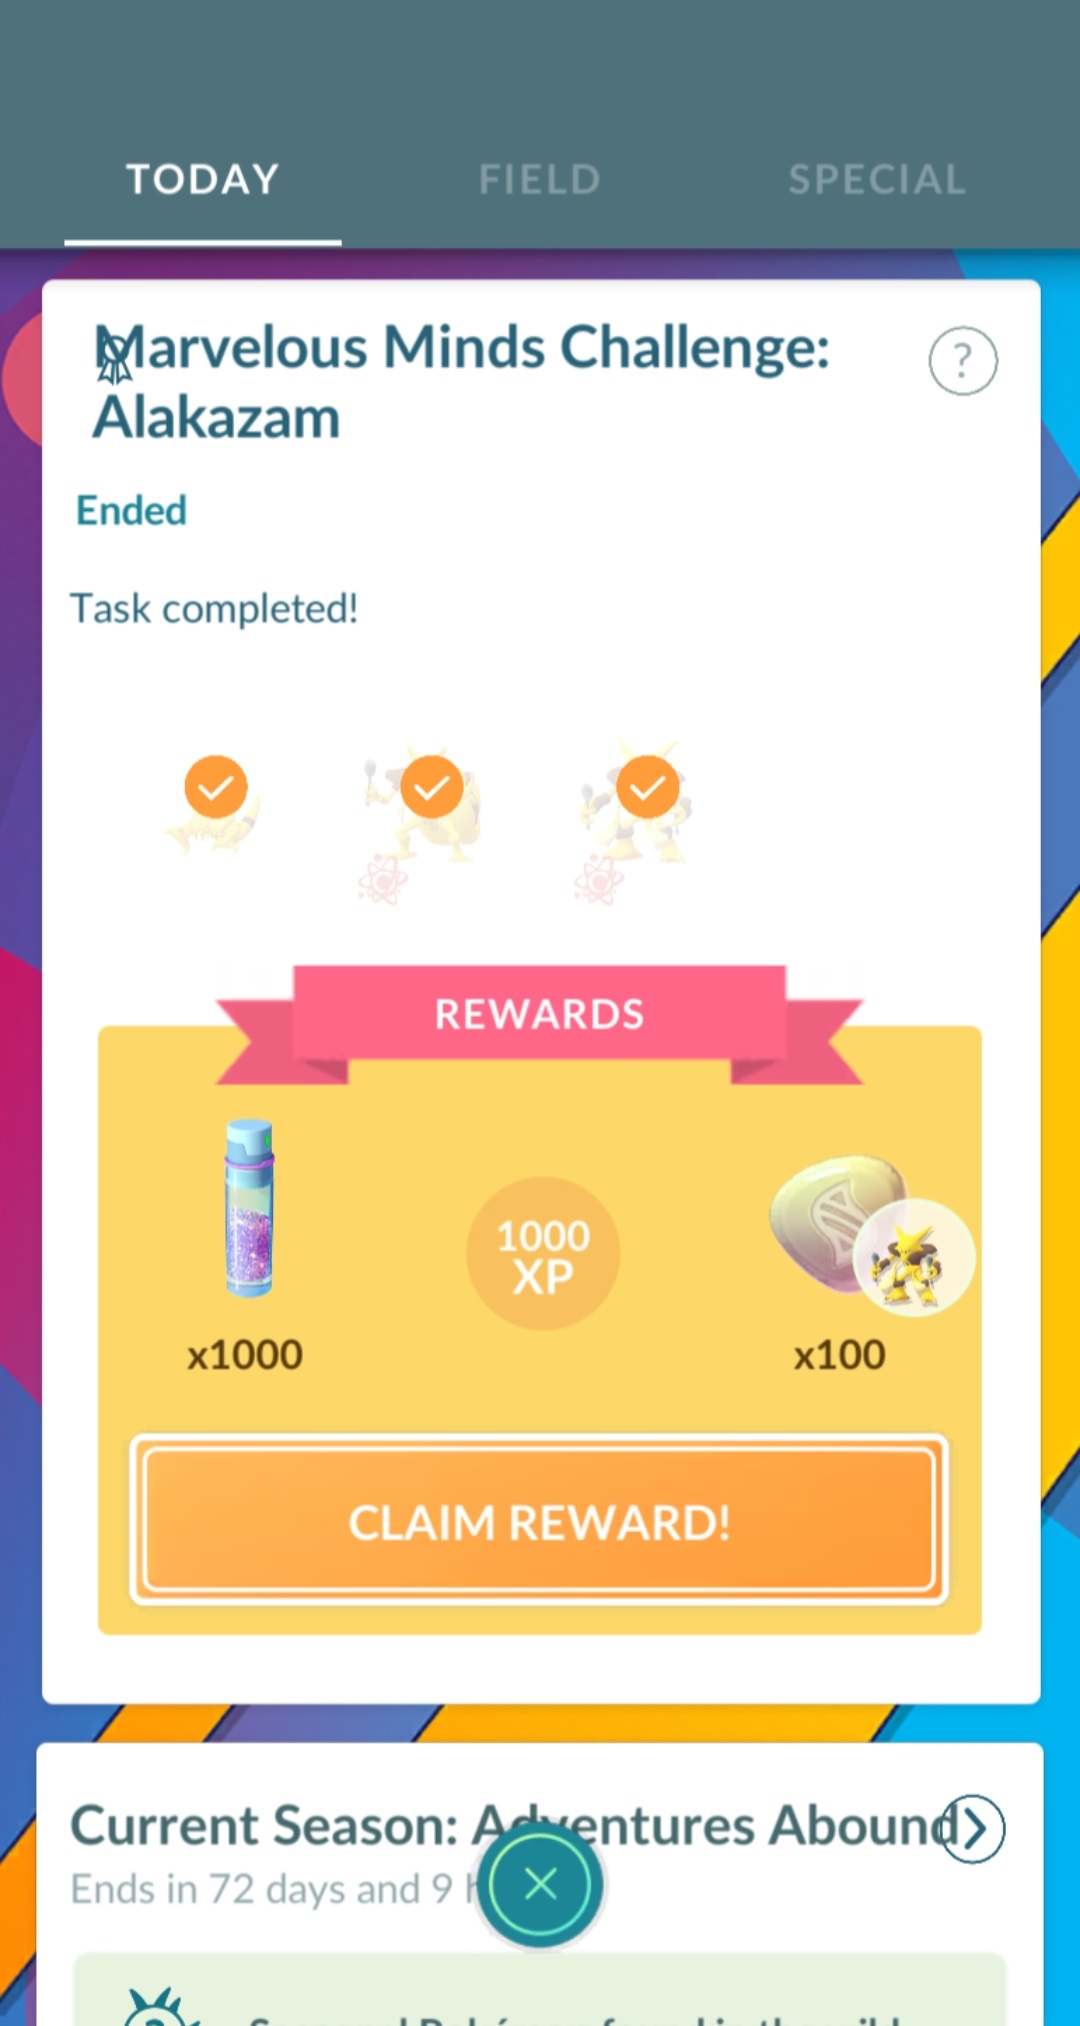 TODAY FIELD SPECIAL
Marvelous Minds Challenge:
Alakazam
?
Ended
Task completed!
REWARDS
1000
XP
x1000 x100
CLAIM REWARD!
Current Season: Adventures Abound
Ends in 72 days and 9